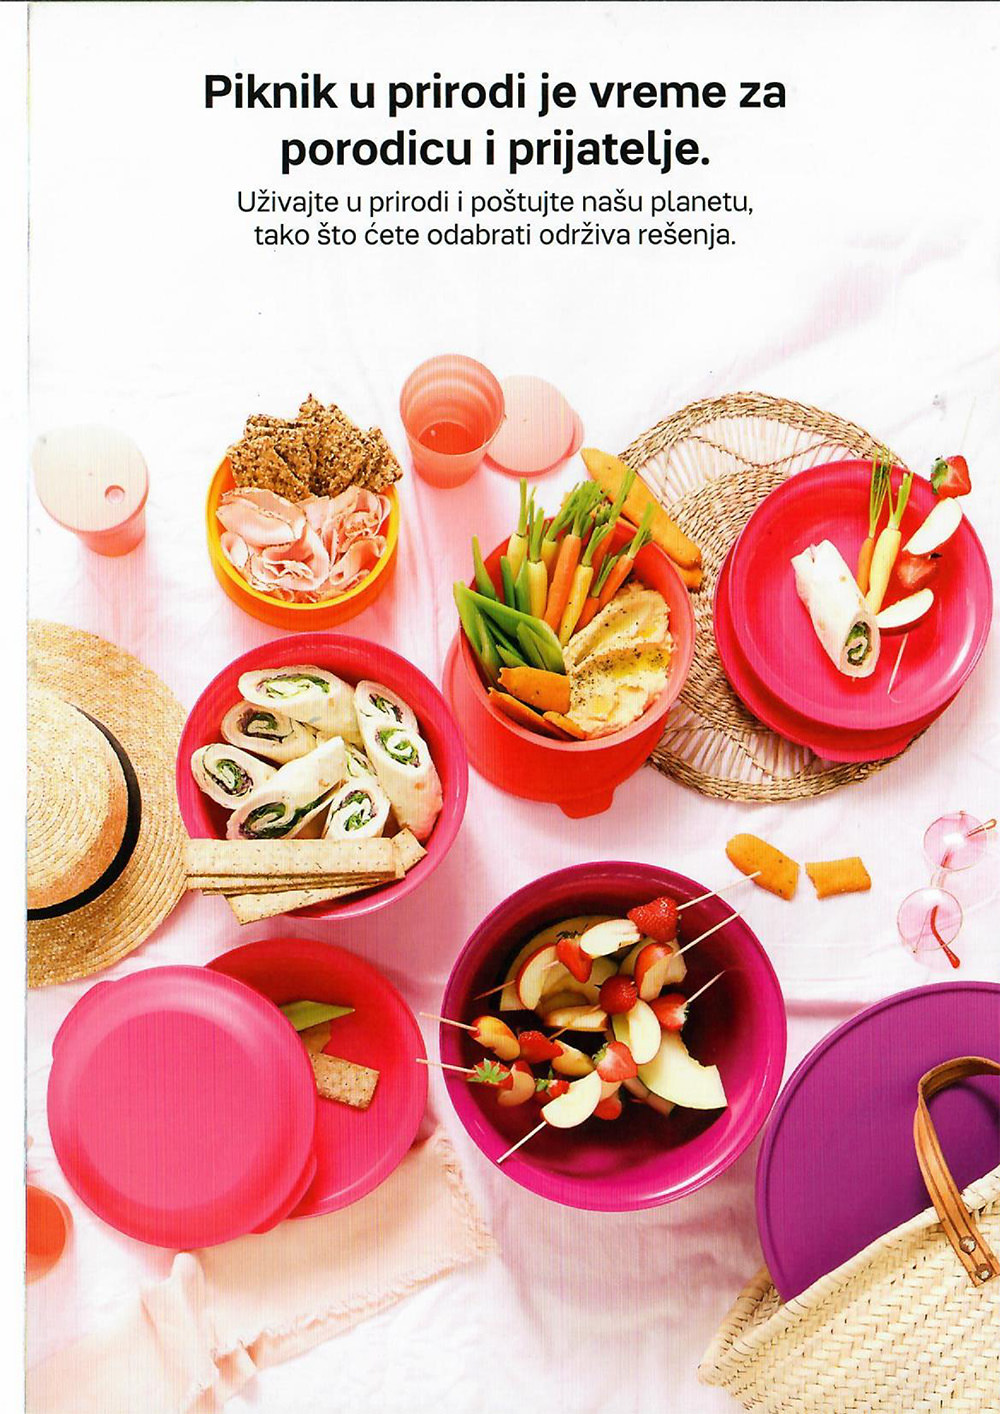 Piknik u prirodi je vreme za
porodicu i prijatelje.
Uživajte u prirodi i poštujte našu planetu,
tako što ćete odabrati održiva rešenja.